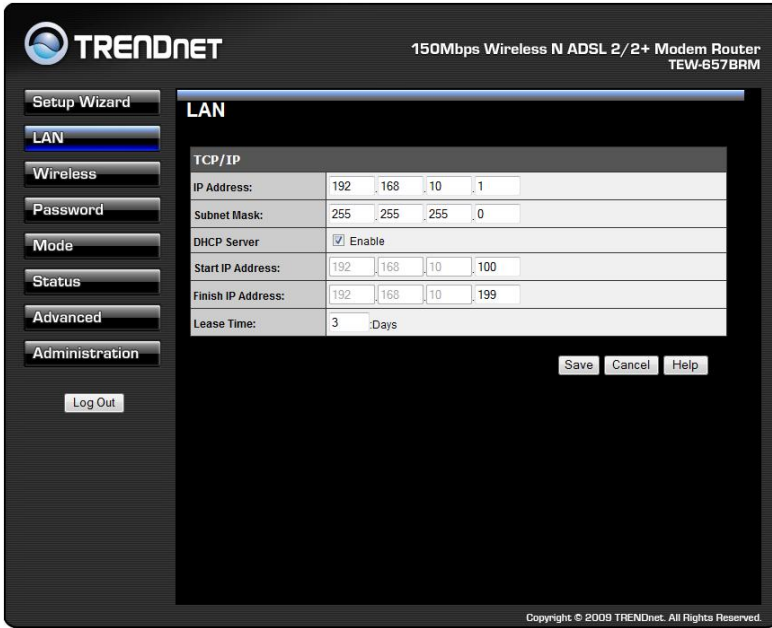 TRENDnet
150Mbps Wireless N ADSL 2/2+ Modem Router
TEW-657BRM
Setup Wizard
LAN
Wireless
Password
Mode
Status
Advanced
Administration
Log Out
LAN
TCP/IP
IP Address: 192 .168 .10 .1
Subnet Mask: 255 .255 .255 .0
DHCP Server Enable
Start IP Address: 192 .168 .10 .100
Finish IP Address: 192 .168 .10 .199
Lease Time: 3 :Days
Save Cancel Help
Copyright © 2009 TRENDnet. All Rights Reserved.